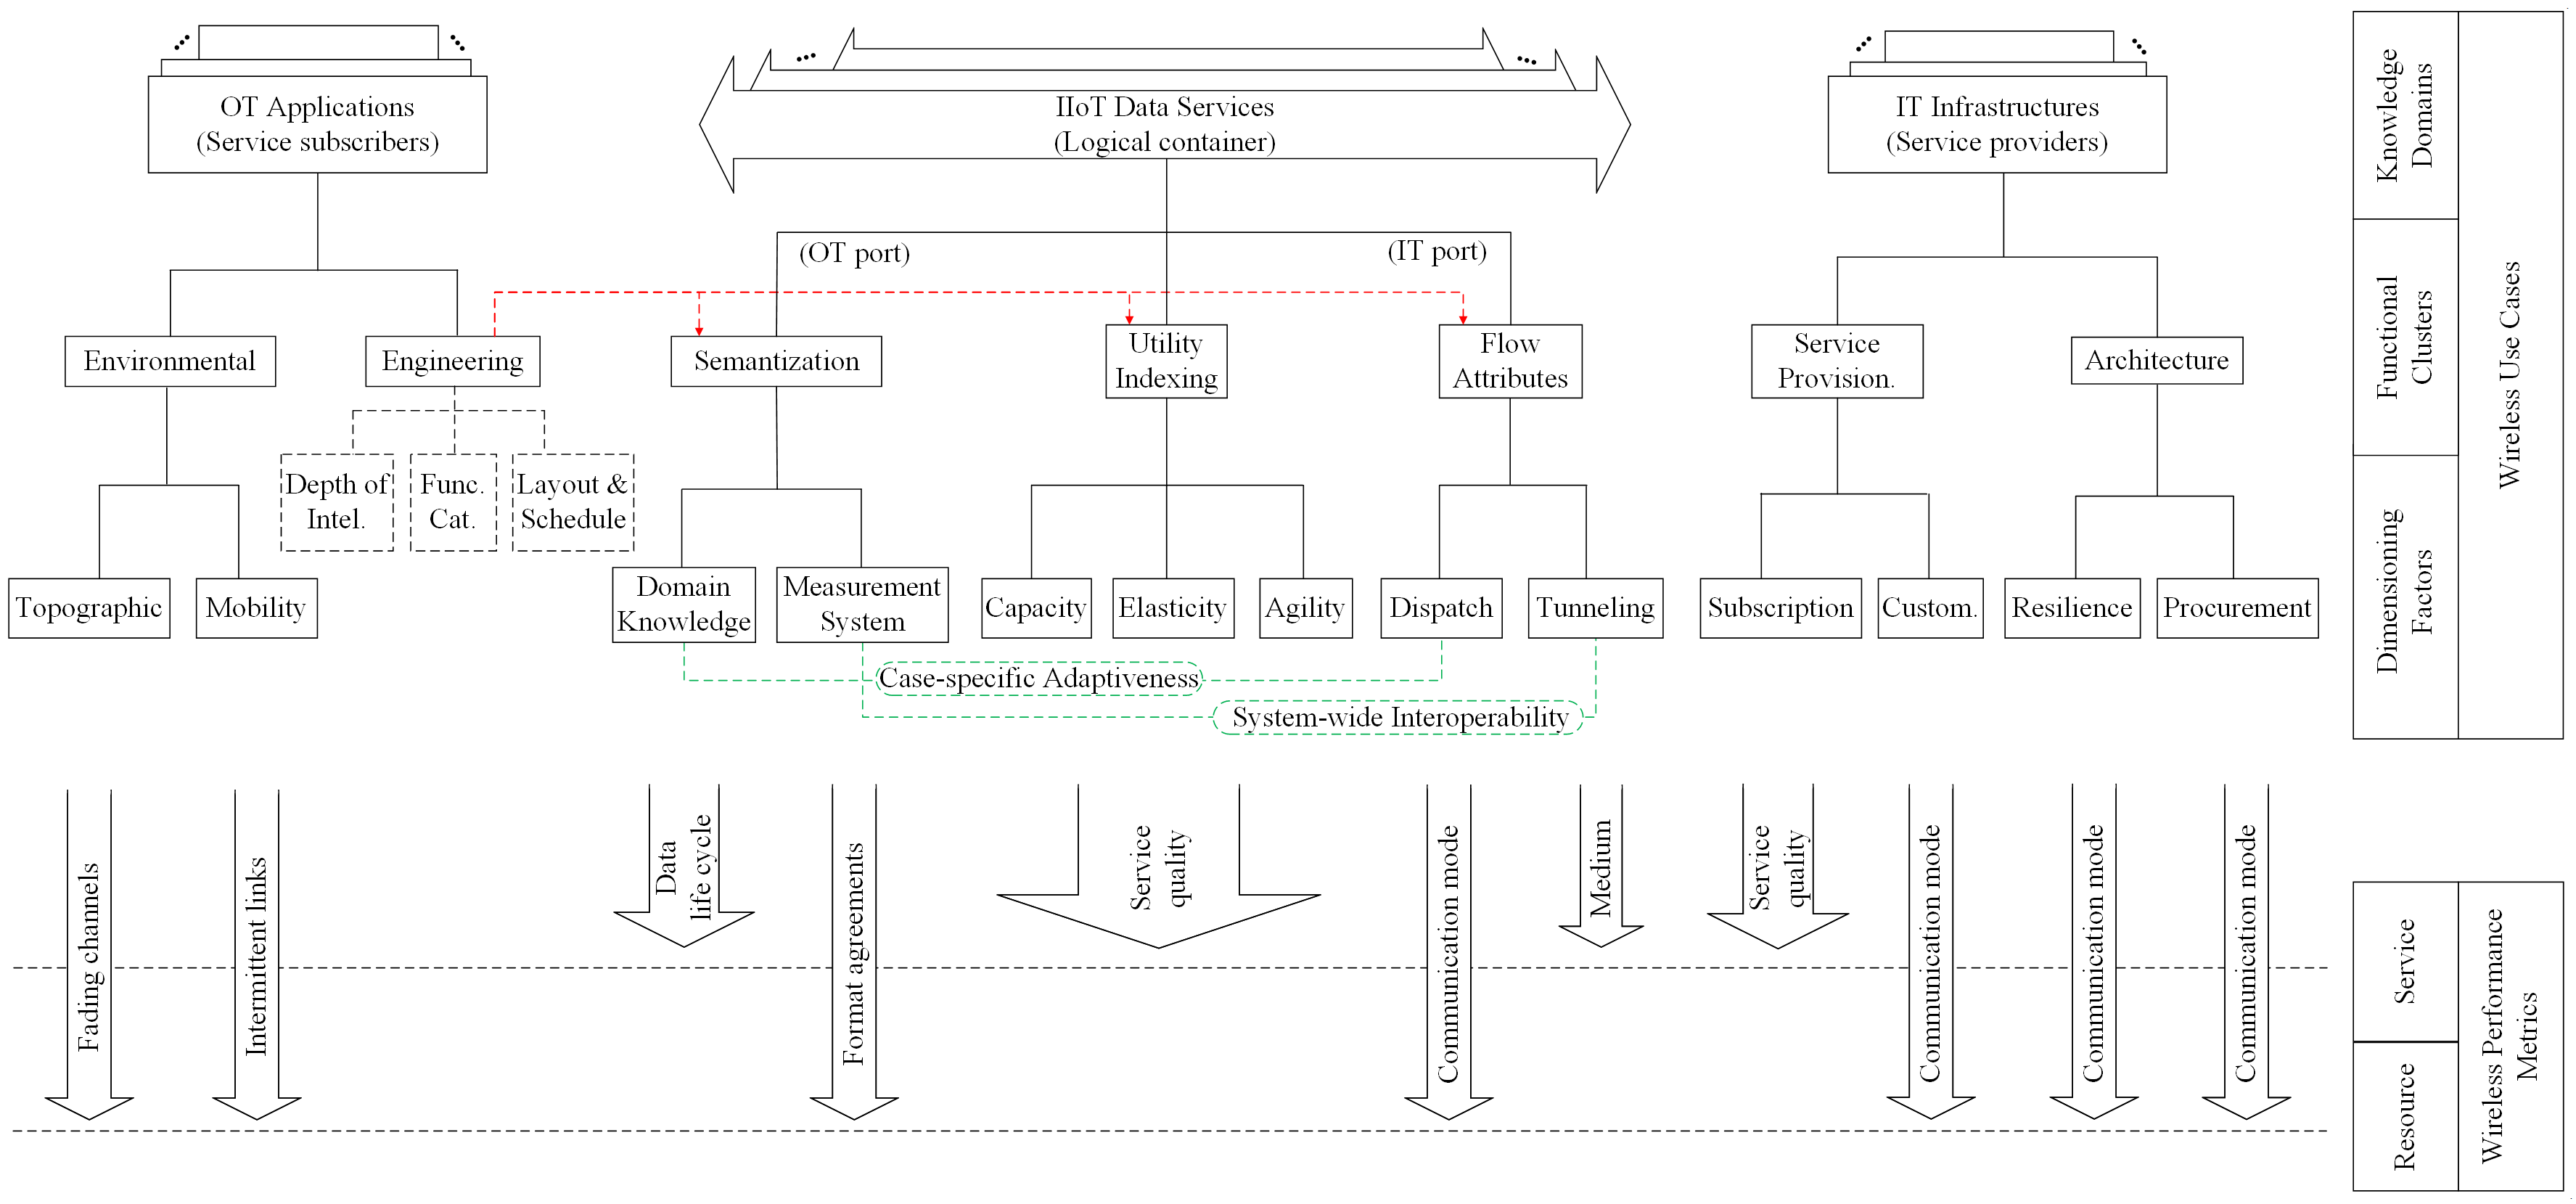 OT Applications
(Service subscribers)
IIoT Data Services
(Logical container)
IT Infrastructures
(Service providers)
Knowledge
Domains
(OT port)
(IT port)
Environmental
Engineering
Semantization
Utility
Indexing
Flow
Attributes
Service
Provision.
Architecture
Functional
Clusters
Wireless Use Cases
Depth of
Intel.
Func.
Cat.
Layout &
Schedule
Topographic
Mobility
Domain
Knowledge
Measurement
System
Capacity
Elasticity
Agility
Dispatch
Tunneling
Subscription
Custom.
Resilience
Procurement
Dimensioning
Factors
Case-specific Adaptiveness
System-wide Interoperability
Fading channels
Intermittent links
Data
life cycle
Format agreements
Service
quality
Communication mode
Medium
Service
quality
Communication mode
Communication mode
Communication mode
Service
Resource
Wireless Performance
Metrics